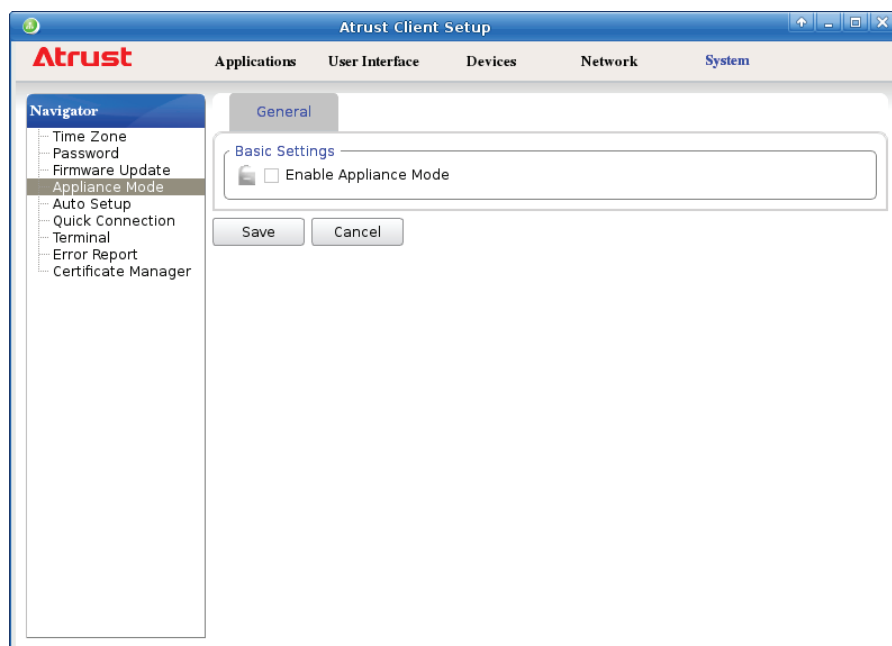 Atrust Client Setup
Atrust
Applications
User Interface
Devices
Network
System
Navigator
Time Zone
Password
Firmware Update
Appliance Mode
Auto Setup
Quick Connection
Terminal
Error Report
Certificate Manager
General
Basic Settings
Enable Appliance Mode
Save
Cancel